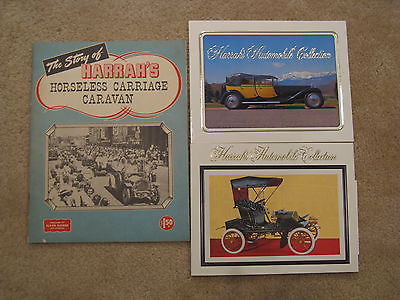 The Story of
HARRAH'S
HORSELESS CARRIAGE
CARAVAN
$1.50
Harrah's Automobile Collection
Harrah's Automobile Collection